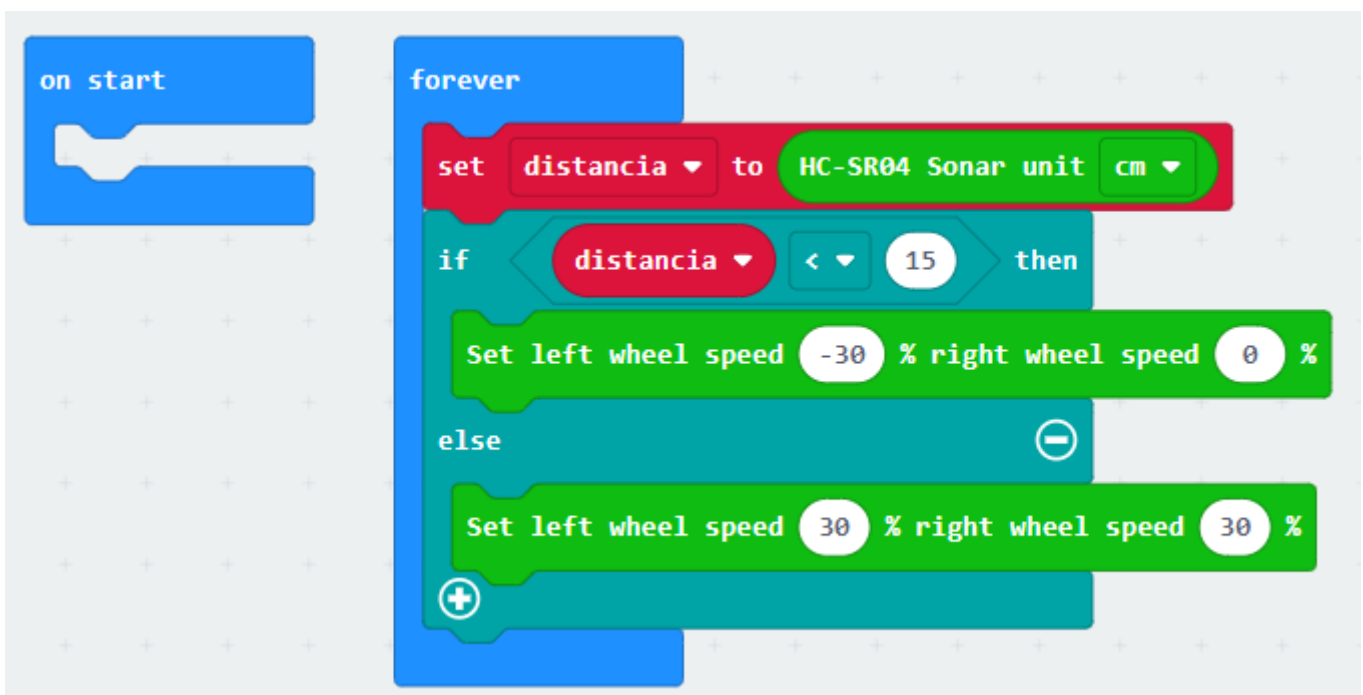 on start
forever
set distancia to HC-SR04 Sonar unit cm
if distancia < 15 then
Set left wheel speed -30 % right wheel speed 0 %
else
Set left wheel speed 30 % right wheel speed 30 %